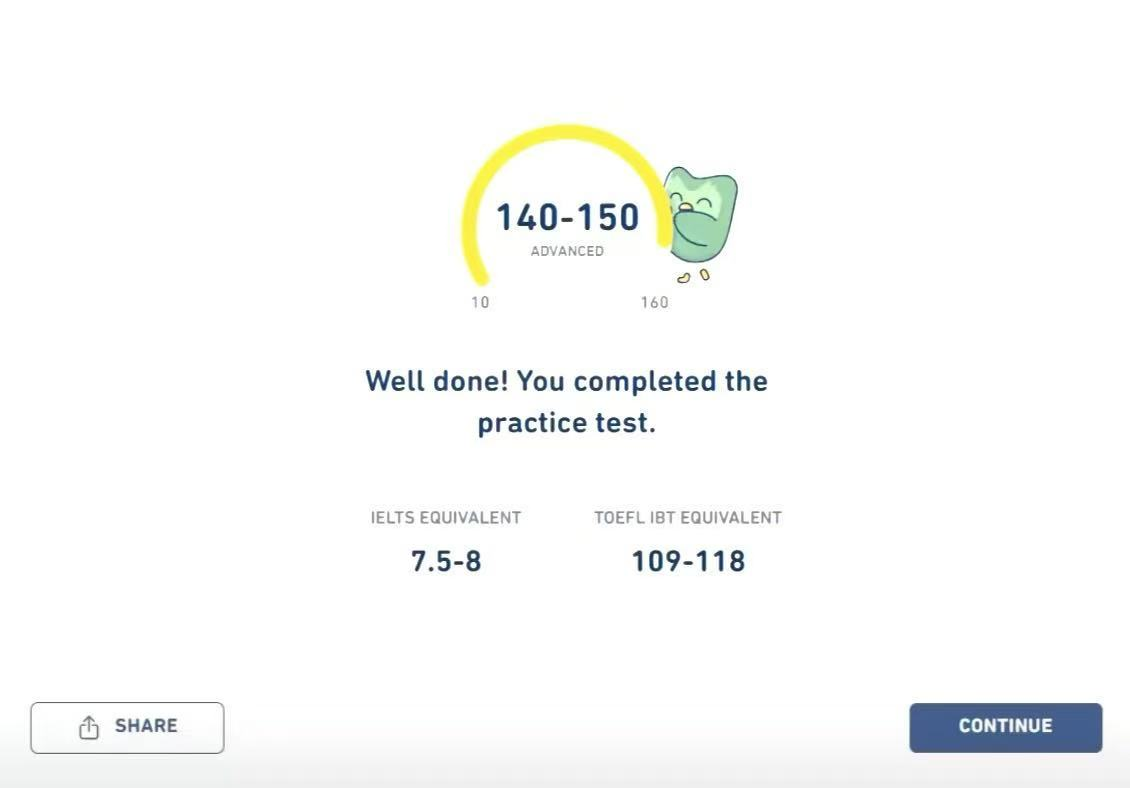 140-150
ADVANCED
10
160
Well done! You completed the
practice test.
IELTS EQUIVALENT
TOEFL IBT EQUIVALENT
7.5-8
109-118
SHARE
CONTINUE